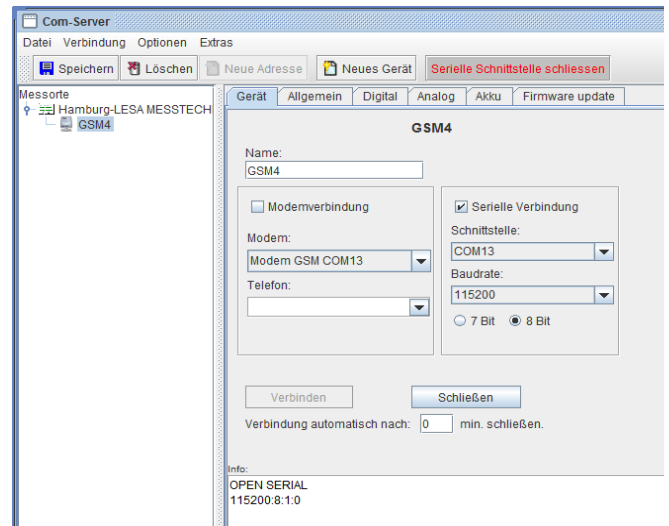 Com-Server
Datei Verbindung Optionen Extras
Speichern Löschen Neue Adresse Neues Gerät Serielle Schnittstelle schliessen
Messorte
Hamburg-LESA MESSTECH
GSM4
Gerät Allgemein Digital Analog Akku Firmware update
GSM4
Name:
GSM4
Modemverbindung
Modem:
Modem GSM COM13
Telefon:
Serielle Verbindung
Schnittstelle:
COM13
Baudrate:
115200
7 Bit 8 Bit
Verbinden Schließen
Verbindung automatisch nach: 0 min. schließen.
Info:
OPEN SERIAL
115200:8:1:0